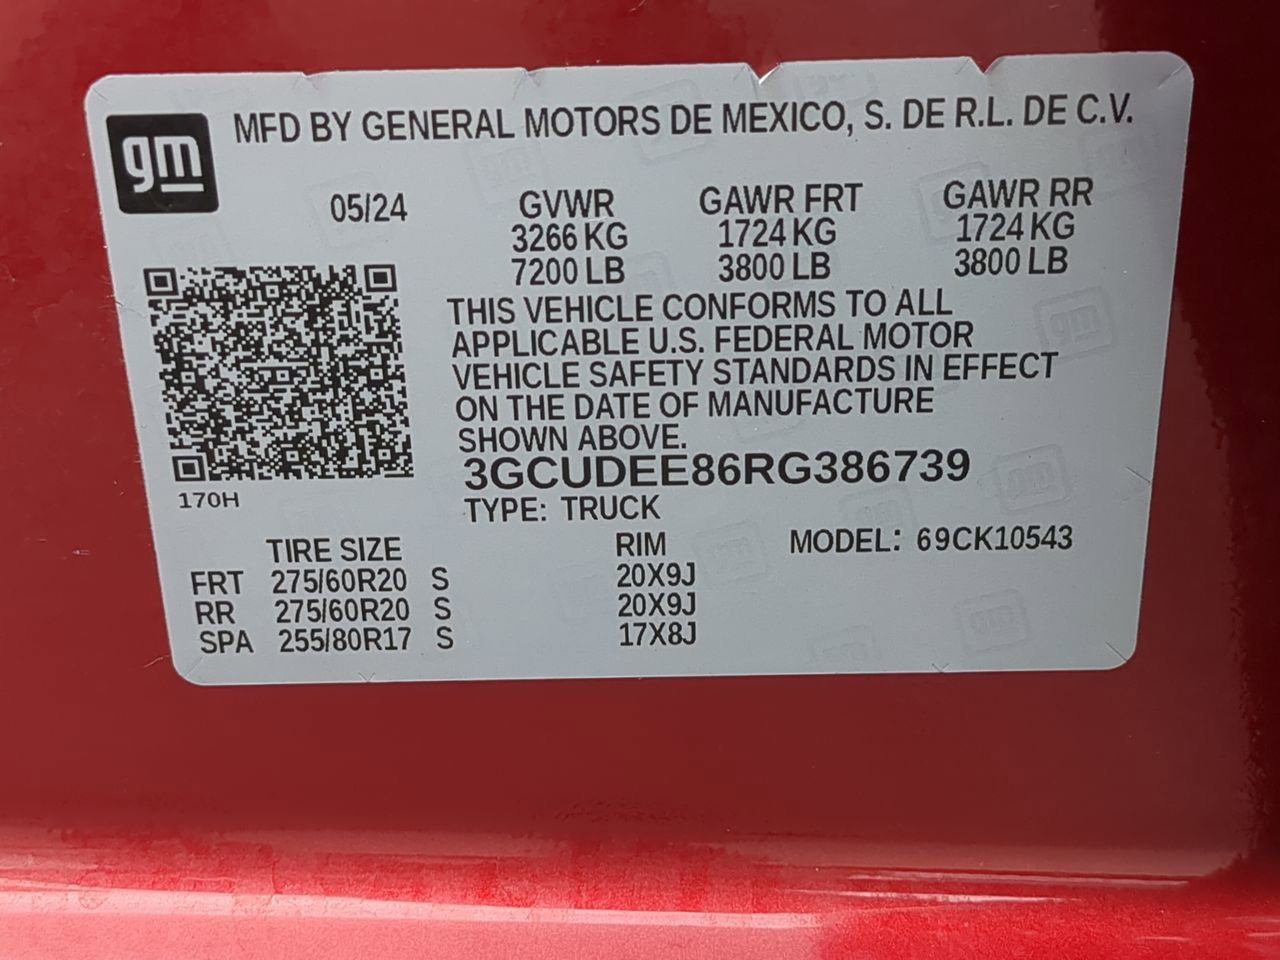 gm
MFD BY GENERAL MOTORS DE MEXICO, S. DE R.L. DE C.V.
05/24 GVWR GAWR FRT GAWR RR
3266 KG 1724 KG 1724 KG
7200 LB 3800 LB 3800 LB
THIS VEHICLE CONFORMS TO ALL
APPLICABLE U.S. FEDERAL MOTOR
VEHICLE SAFETY STANDARDS IN EFFECT
ON THE DATE OF MANUFACTURE
SHOWN ABOVE.
3GCUDEE86RG386739
170H
TYPE: TRUCK
TIRE SIZE RIM MODEL: 69CK10543
FRT 275/60R20 S 20X9J
RR 275/60R20 S 20X9J
SPA 255/80R17 S 17X8J